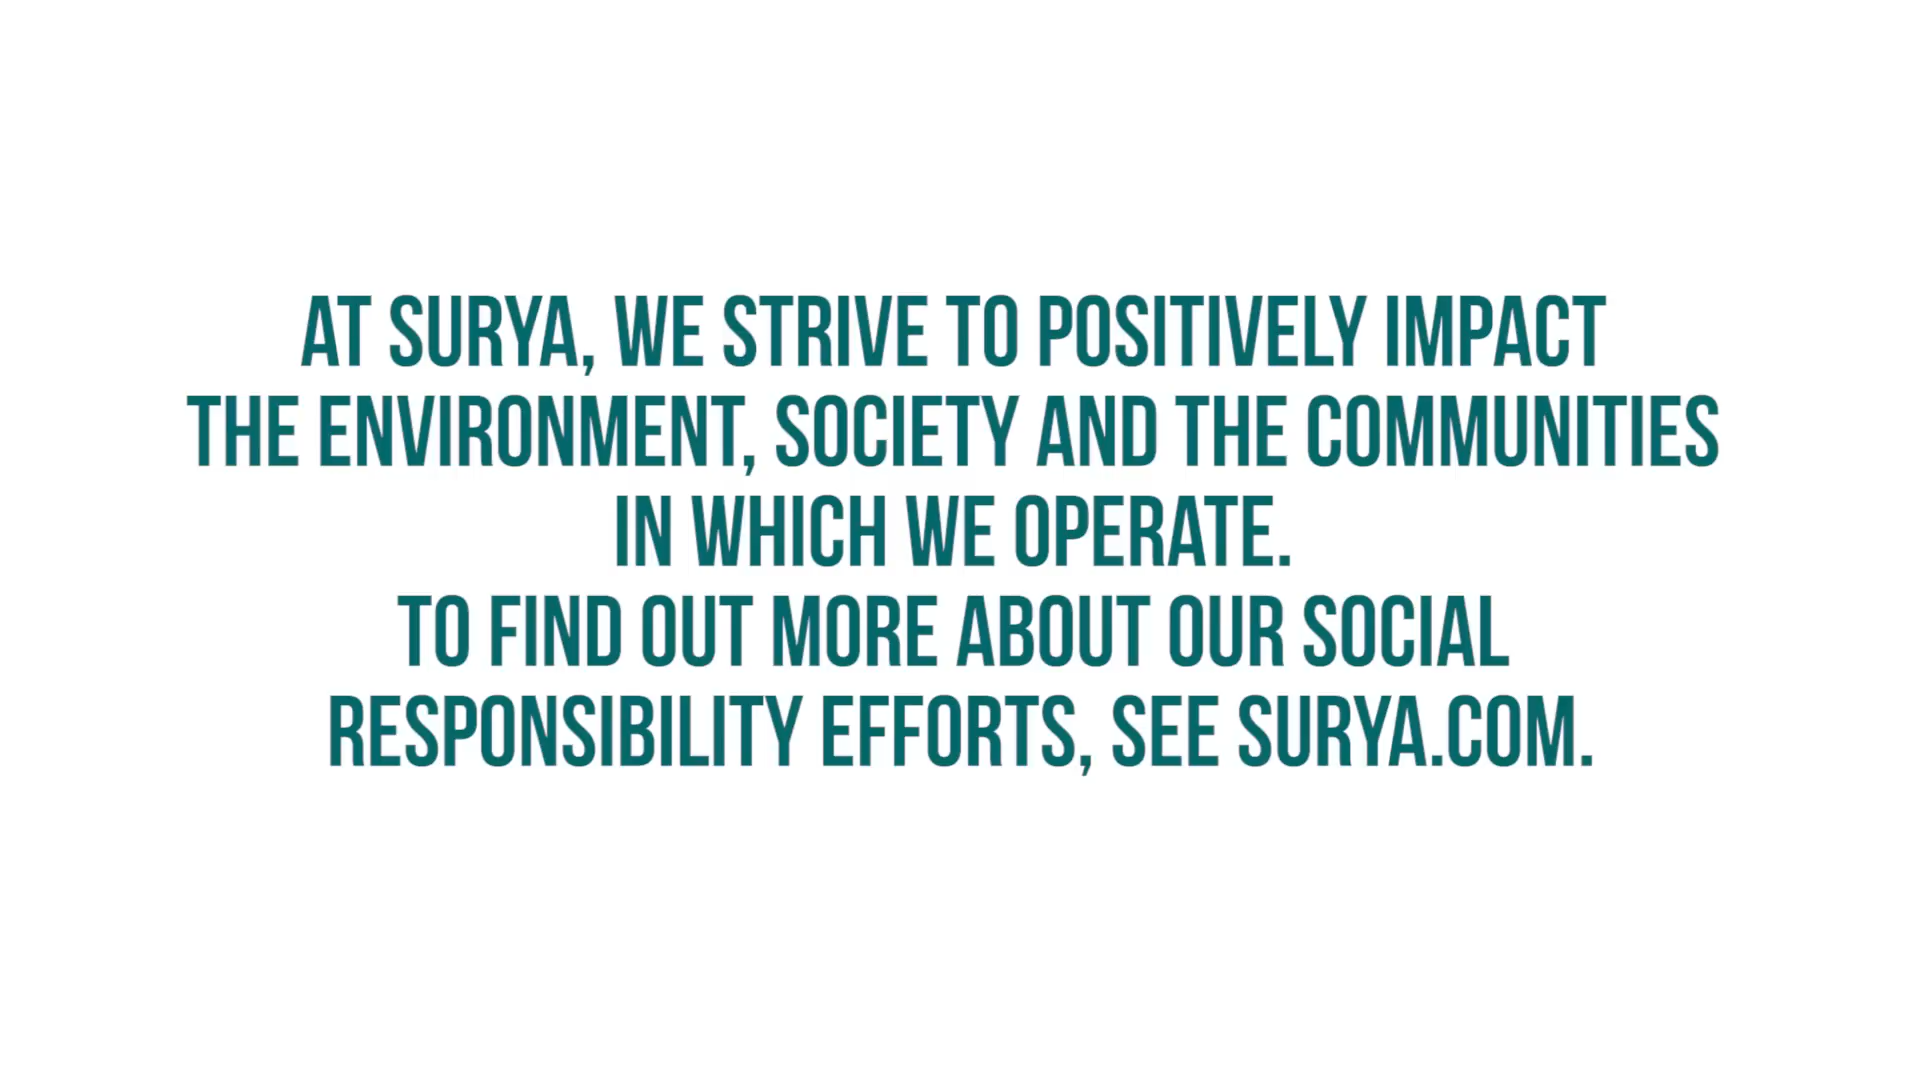 AT SURYA, WE STRIVE TO POSITIVELY IMPACT
THE ENVIRONMENT, SOCIETY AND THE COMMUNITIES
IN WHICH WE OPERATE.
TO FIND OUT MORE ABOUT OUR SOCIAL
RESPONSIBILITY EFFORTS, SEE SURYA.COM.